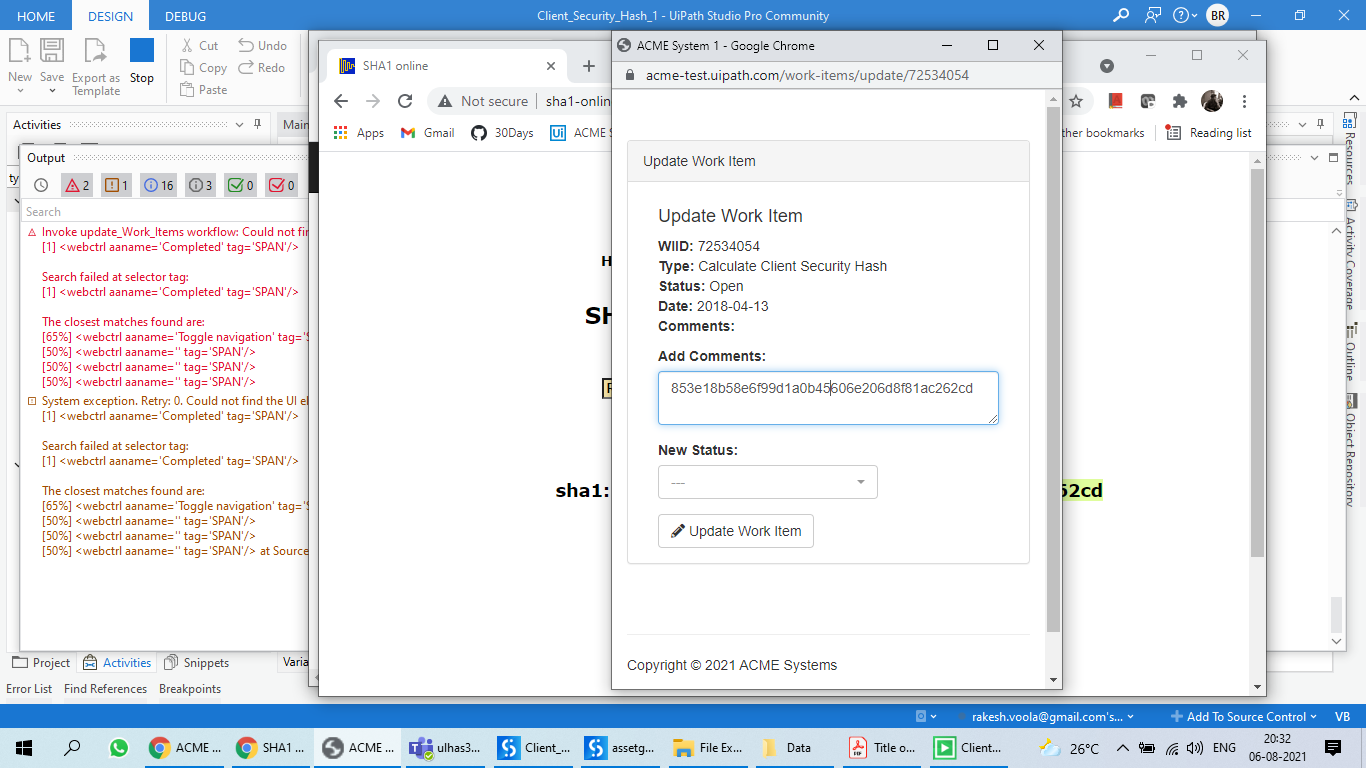 HOME DESIGN DEBUG
Client_Security_Hash_1 - UiPath Studio Pro Community
BR
New Save Export as Template Stop
Cut Undo
Copy Redo
Paste
Activities
Main
Output
2 1 16 3 0 0
Search
Invoke update_Work_Items workflow: Could not fin
[1] <webctrl aaname='Completed' tag='SPAN'/>
Search failed at selector tag:
[1] <webctrl aaname='Completed' tag='SPAN'/>
The closest matches found are:
[65%] <webctrl aaname='Toggle navigation' tag='S
[50%] <webctrl aaname='' tag='SPAN'/>
[50%] <webctrl aaname='' tag='SPAN'/>
[50%] <webctrl aaname='' tag='SPAN'/>
System exception. Retry: 0. Could not find the UI el
[1] <webctrl aaname='Completed' tag='SPAN'/>
Search failed at selector tag:
[1] <webctrl aaname='Completed' tag='SPAN'/>
The closest matches found are:
[65%] <webctrl aaname='Toggle navigation' tag='S
[50%] <webctrl aaname='' tag='SPAN'/>
[50%] <webctrl aaname='' tag='SPAN'/>
[50%] <webctrl aaname='' tag='SPAN'/> at Source
Project Activities Snippets
Varia
Error List Find References Breakpoints
SHA1 online
Not secure sha1-onlin
Apps Gmail 30Days ACME S
ther bookmarks Reading list
H
SH
sha1:
52cd
ACME System 1 - Google Chrome
acme-test.uipath.com/work-items/update/72534054
Update Work Item
Update Work Item
WIID: 72534054
Type: Calculate Client Security Hash
Status: Open
Date: 2018-04-13
Comments:
Add Comments:
853e18b58e6f99d1a0b45606e206d8f81ac262cd
New Status:
---
Update Work Item
Copyright © 2021 ACME Systems
Resources
Activity Coverage
Outline
Object Repository
rakesh.voola@gmail.com's...
Add To Source Control
VB
ACME ... SHA1 ... ACME ... ulhas3... Client_... assetg... File Ex... Data Title o... Client...
26°C
ENG
20:32
06-08-2021